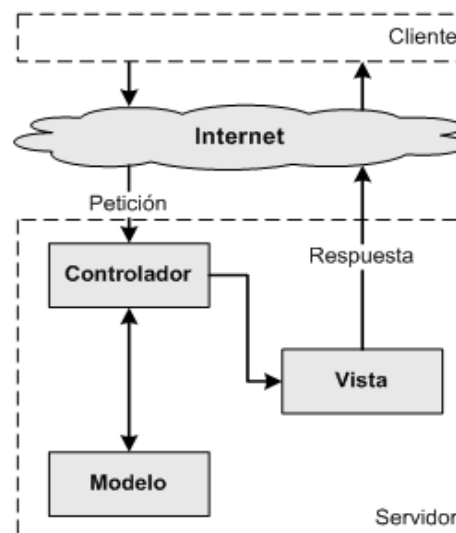 Cliente
Internet
Petición
Controlador
Respuesta
Vista
Modelo
Servidor